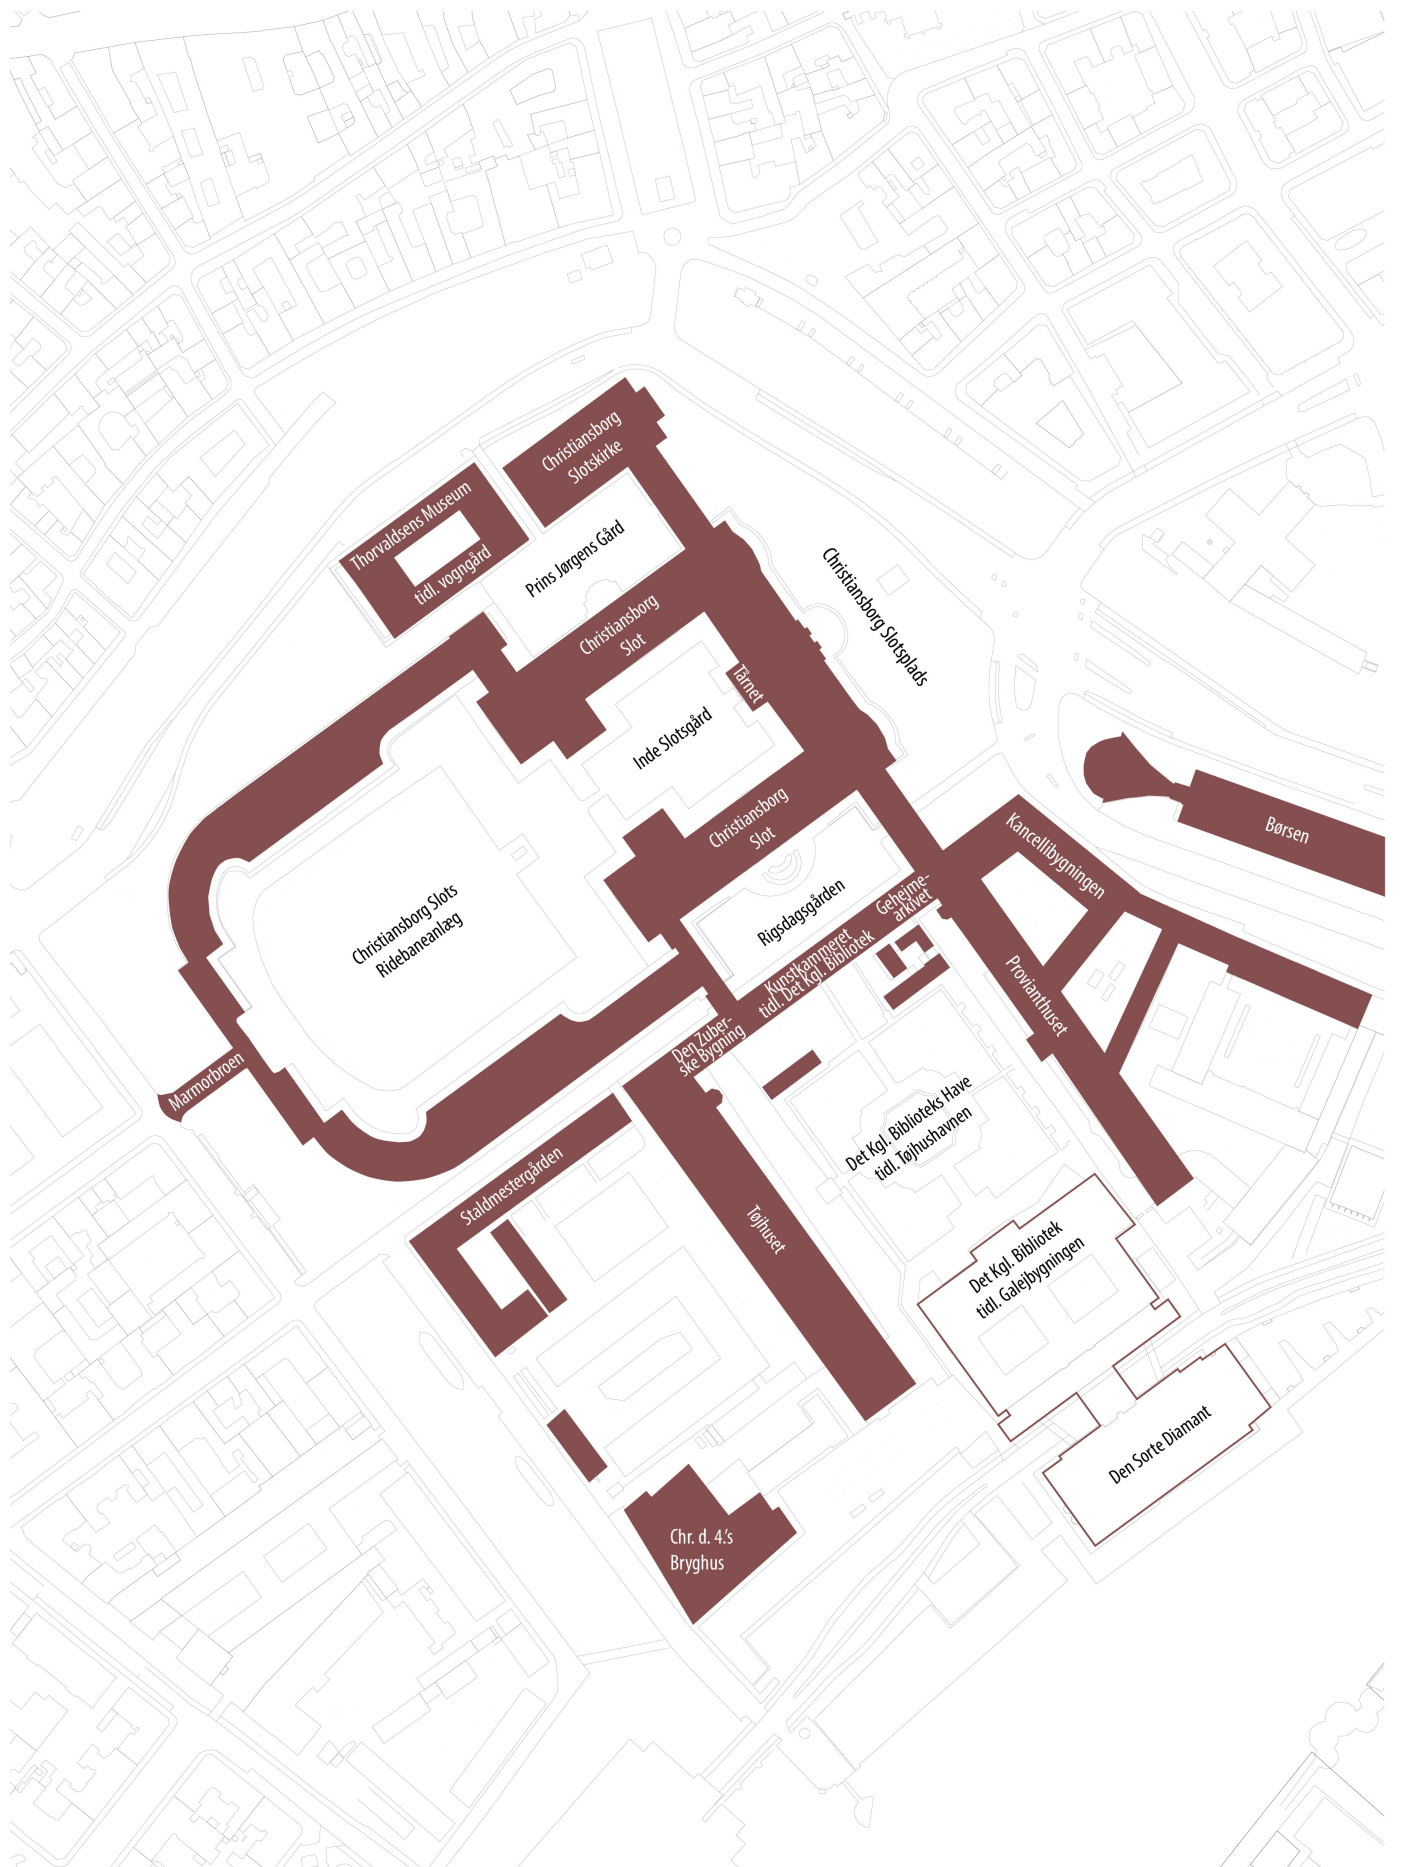 Christiansborg
Slotskirke
Thorvaldsens Museum
tidl. vogngård
Prins Jørgens Gård
Christiansborg
Slot
Christiansborg Slotsplads
Tårnet
Inde Slotsgård
Christiansborg
Slot
Børsen
Kancellibygningen
Rigsdagsgården
Geheime-
arkivet
Christiansborg Slots
Ridebaneanlæg
Kunstkammeret
tidl. Det Kgl. Bibliotek
Provianthuset
Den Zuber-
ske Bygning
Marmorbroen
Det Kgl. Biblioteks Have
tidl. Tøjhushavnen
Staldmestergården
Tøjhuset
Det Kgl. Bibliotek
tidl. Galejbygningen
Den Sorte Diamant
Chr. d. 4.'s
Bryghus